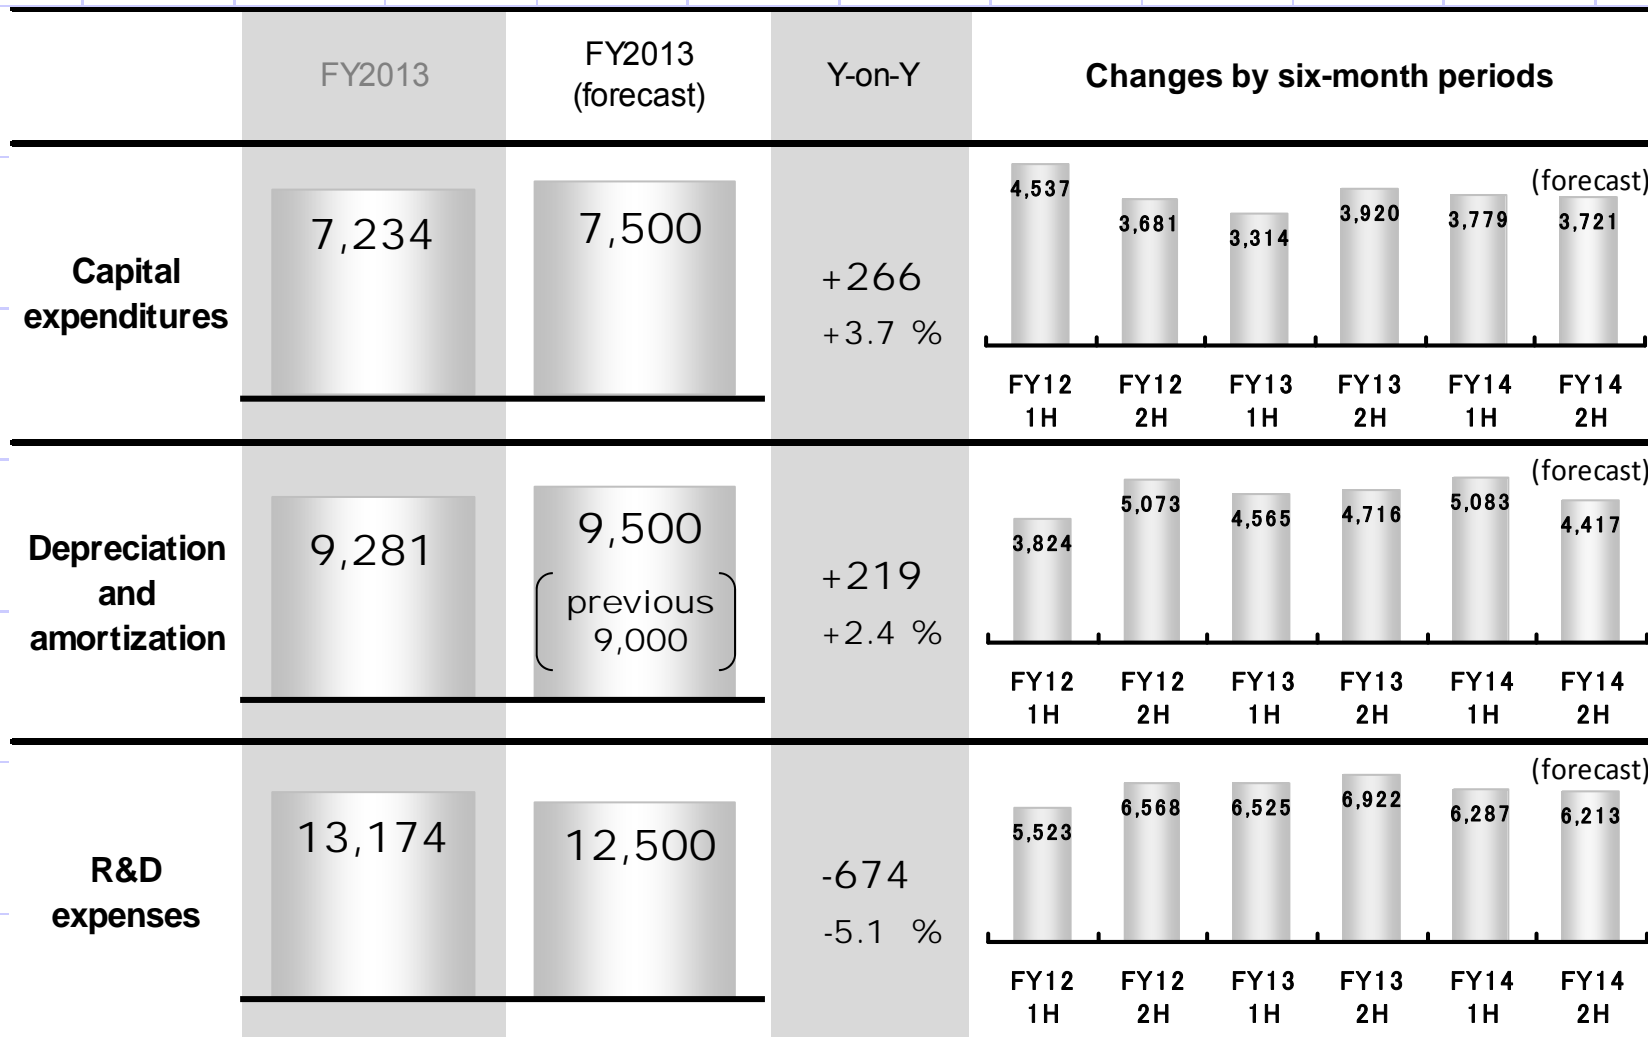 FY2013
FY2013
(forecast)
Y-on-Y
Changes by six-month periods
Capital
expenditures
7,234
7,500
+266
+3.7 %
(forecast)
4,537
3,681
3,314
3,920
3,779
3,721
FY12 FY12 FY13 FY13 FY14 FY14
1H 2H 1H 2H 1H 2H
Depreciation
and
amortization
9,281
9,500
previous
9,000
+219
+2.4 %
(forecast)
3,824
5,073
4,565
4,716
5,083
4,417
FY12 FY12 FY13 FY13 FY14 FY14
1H 2H 1H 2H 1H 2H
R&D
expenses
13,174
12,500
-674
-5.1 %
(forecast)
5,523
6,568
6,525
6,922
6,287
6,213
FY12 FY12 FY13 FY13 FY14 FY14
1H 2H 1H 2H 1H 2H